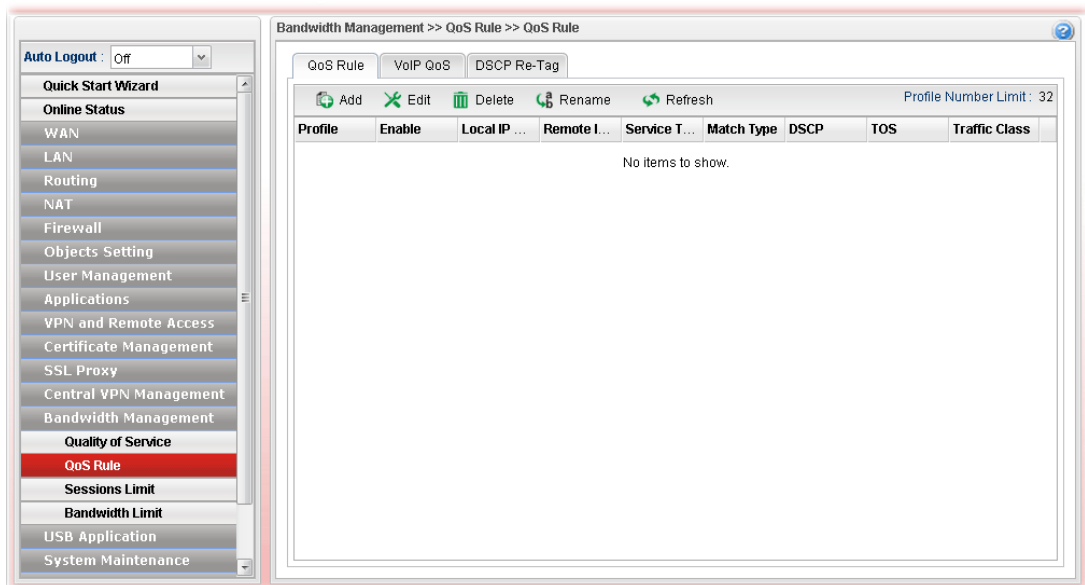 Bandwidth Management >> QoS Rule >> QoS Rule
Auto Logout : Off
Quick Start Wizard
Online Status
WAN
LAN
Routing
NAT
Firewall
Objects Setting
User Management
Applications
VPN and Remote Access
Certificate Management
SSL Proxy
Central VPN Management
Bandwidth Management
Quality of Service
QoS Rule
Sessions Limit
Bandwidth Limit
USB Application
System Maintenance
QoS Rule VoIP QoS DSCP Re-Tag
Add Edit Delete Rename Refresh Profile Number Limit : 32
Profile Enable Local IP ... Remote I... Service T... Match Type DSCP TOS Traffic Class
No items to show.